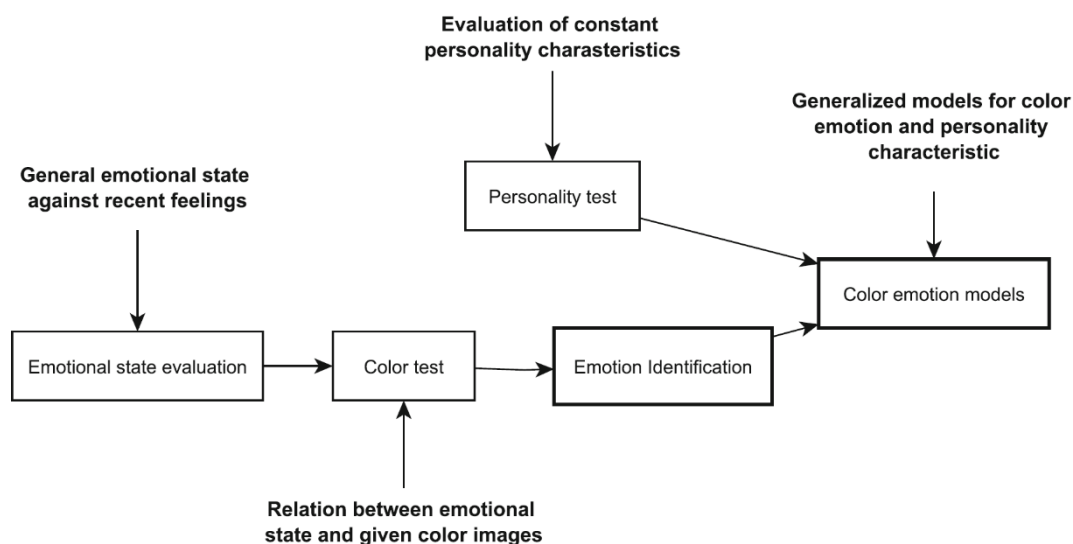 Evaluation of constant
personality charasteristics
Generalized models for color
emotion and personality
characteristic
General emotional state
against recent feelings
Personality test
Color emotion models
Emotional state evaluation
Color test
Emotion Identification
Relation between emotional
state and given color images